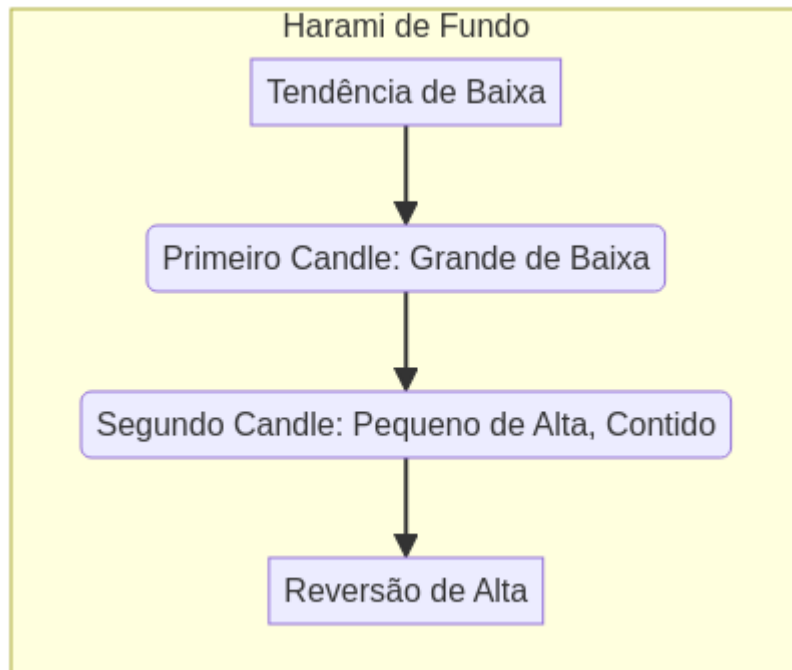 Harami de Fundo
Tendência de Baixa
Primeiro Candle: Grande de Baixa
Segundo Candle: Pequeno de Alta, Contido
Reversão de Alta